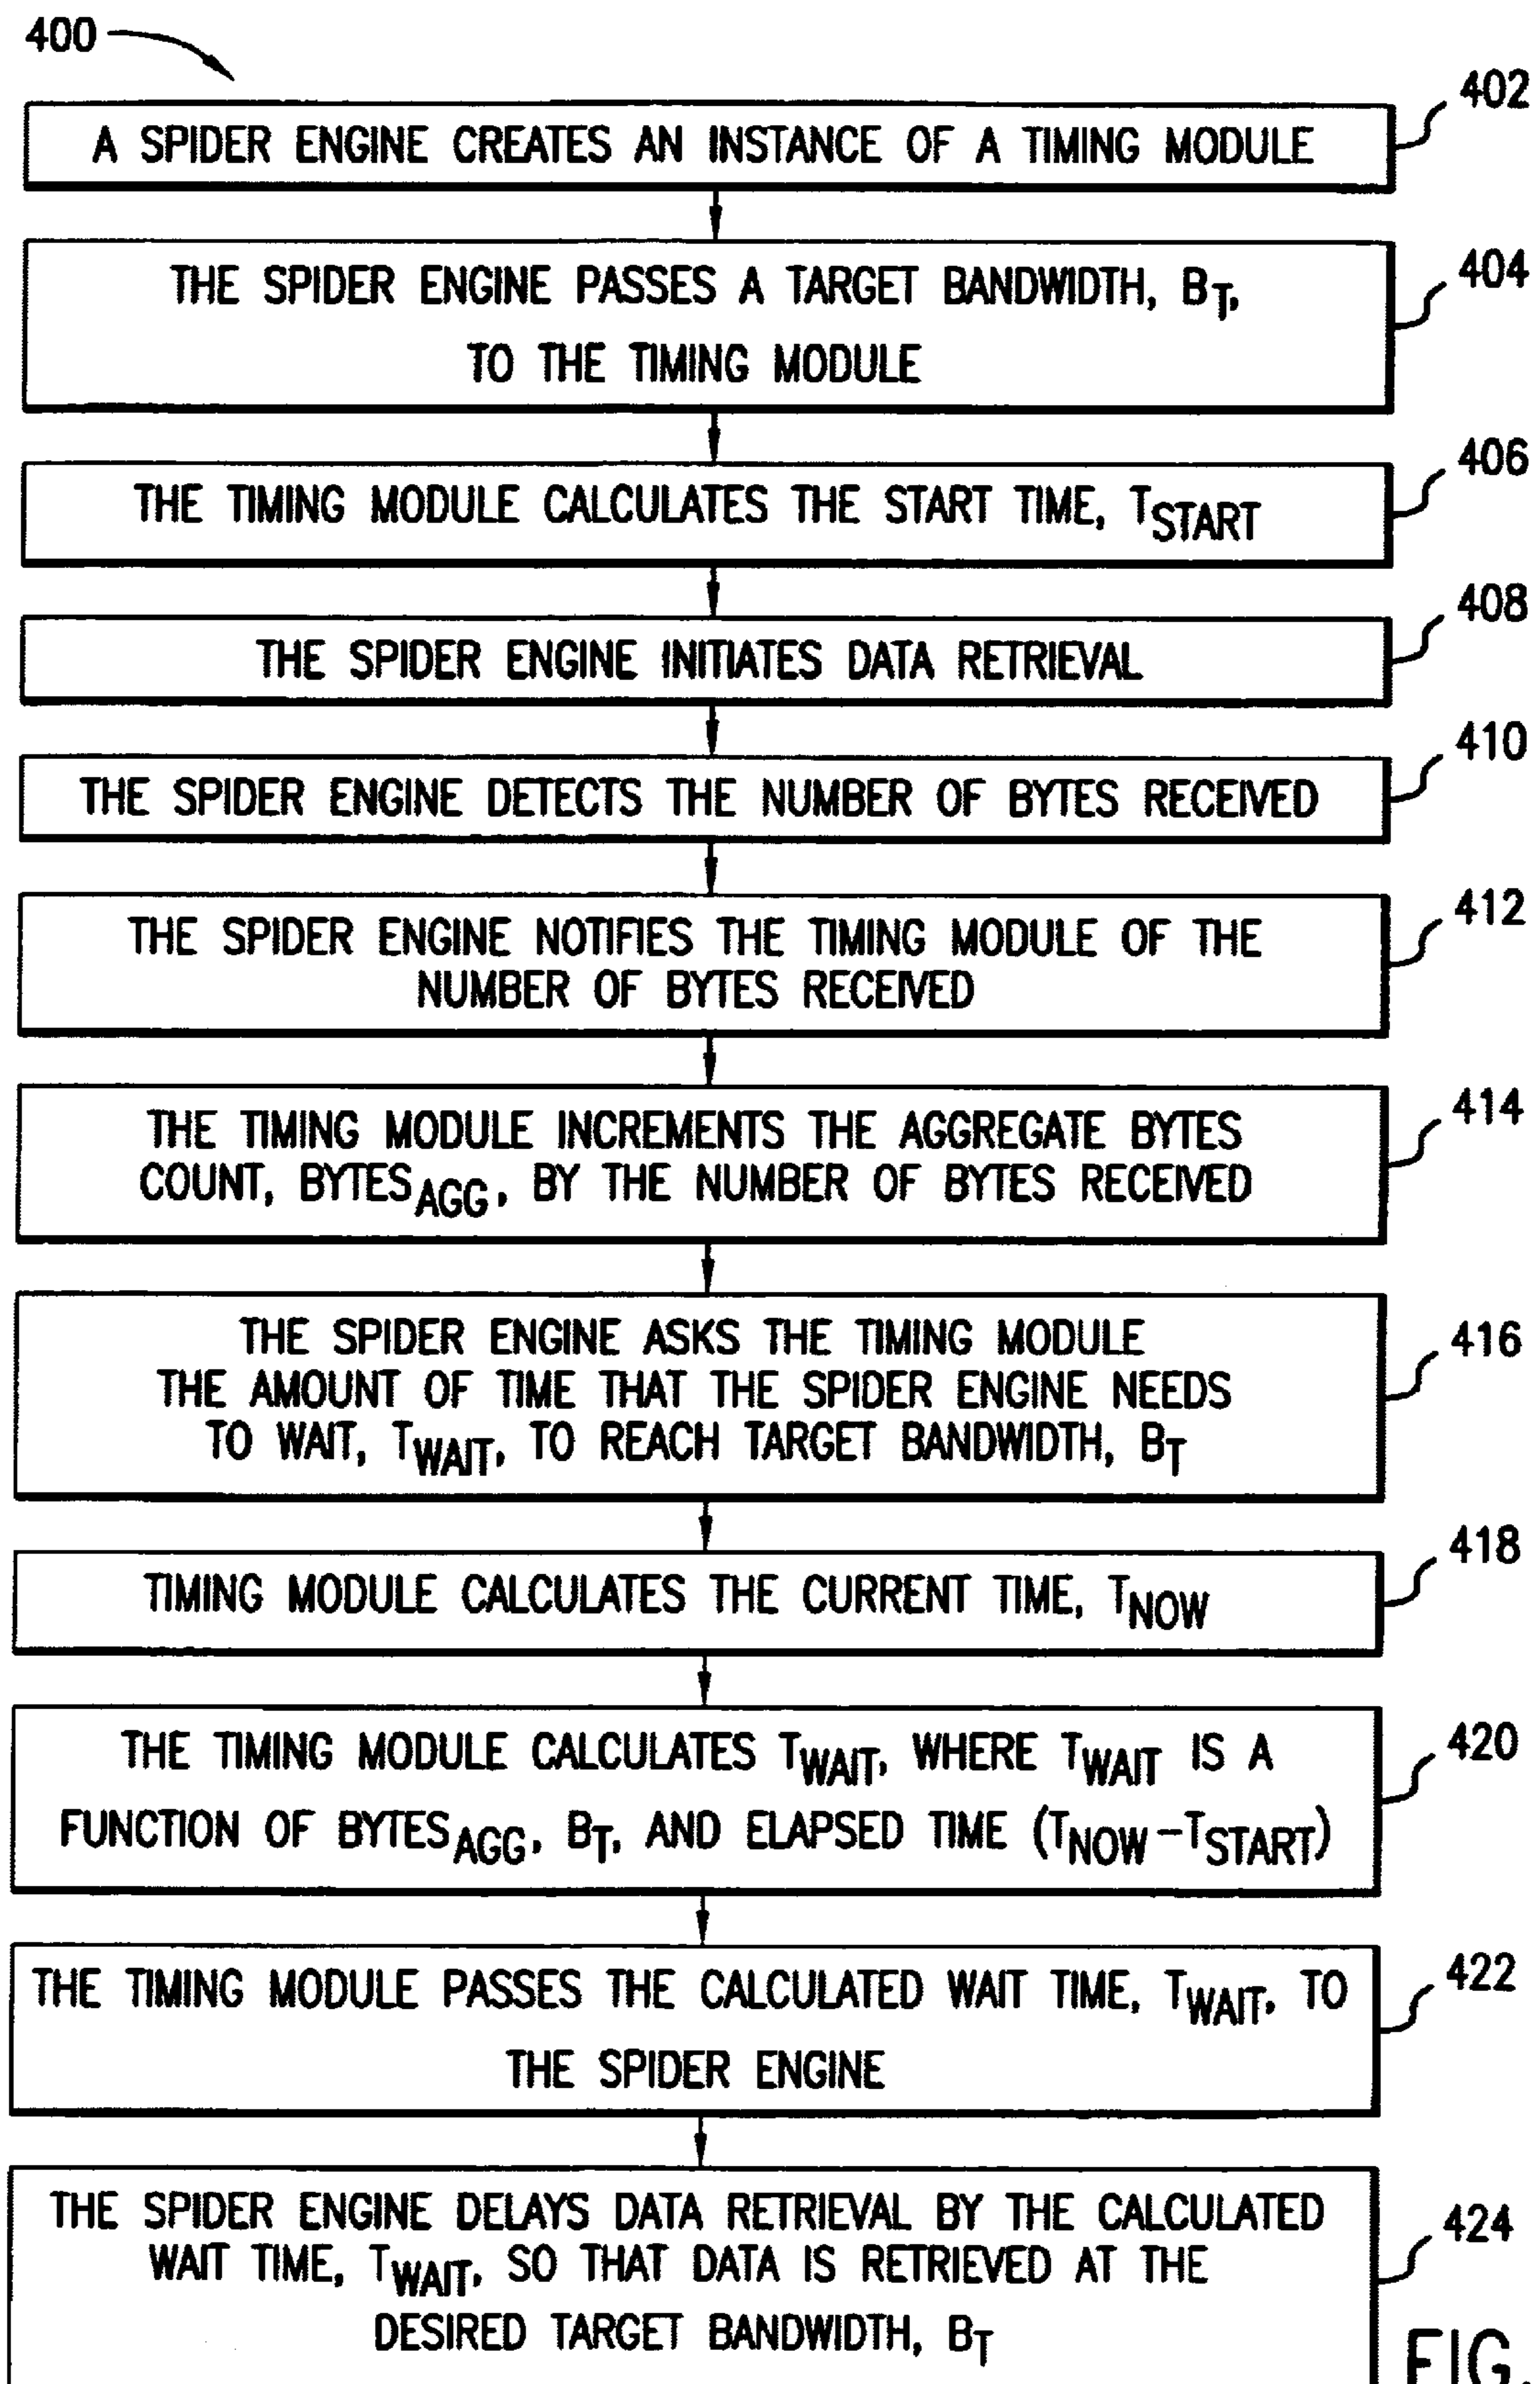 400
402
A SPIDER ENGINE CREATES AN INSTANCE OF A TIMING MODULE
404
THE SPIDER ENGINE PASSES A TARGET BANDWIDTH, BT,
TO THE TIMING MODULE
406
THE TIMING MODULE CALCULATES THE START TIME, TSTART
408
THE SPIDER ENGINE INITIATES DATA RETRIEVAL
410
THE SPIDER ENGINE DETECTS THE NUMBER OF BYTES RECEIVED
412
THE SPIDER ENGINE NOTIFIES THE TIMING MODULE OF THE
NUMBER OF BYTES RECEIVED
414
THE TIMING MODULE INCREMENTS THE AGGREGATE BYTES
COUNT, BYTESAGG, BY THE NUMBER OF BYTES RECEIVED
416
THE SPIDER ENGINE ASKS THE TIMING MODULE
THE AMOUNT OF TIME THAT THE SPIDER ENGINE NEEDS
TO WAIT, TWAIT, TO REACH TARGET BANDWIDTH, BT
418
TIMING MODULE CALCULATES THE CURRENT TIME, TNOW
420
THE TIMING MODULE CALCULATES TWAIT, WHERE TWAIT IS A
FUNCTION OF BYTESAGG, BT, AND ELAPSED TIME (TNOW-TSTART)
422
THE TIMING MODULE PASSES THE CALCULATED WAIT TIME, TWAIT, TO
THE SPIDER ENGINE
424
THE SPIDER ENGINE DELAYS DATA RETRIEVAL BY THE CALCULATED
WAIT TIME, TWAIT, SO THAT DATA IS RETRIEVED AT THE
DESIRED TARGET BANDWIDTH, BT
FIG.